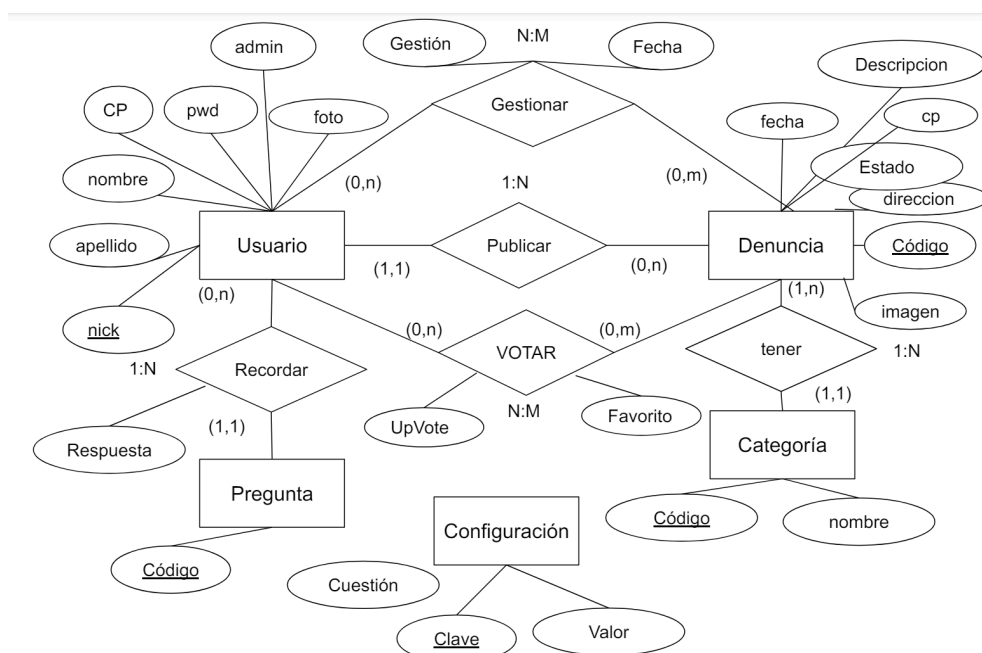 admin
Gestión
N:M
Fecha
Descripcion
CP
pwd
foto
Gestionar
fecha
cp
nombre
(0,n)
1:N
(0,m)
Estado
direccion
apellido
Usuario
(1,1)
Publicar
(0,n)
Denuncia
Código
(0,n)
(1,n)
nick
(0,n)
(0,m)
imagen
1:N
Recordar
VOTAR
tener
1:N
(1,1)
UpVote
N:M
Favorito
(1,1)
Respuesta
Categoría
Pregunta
Código
Configuración
Código
nombre
Cuestión
Clave
Valor